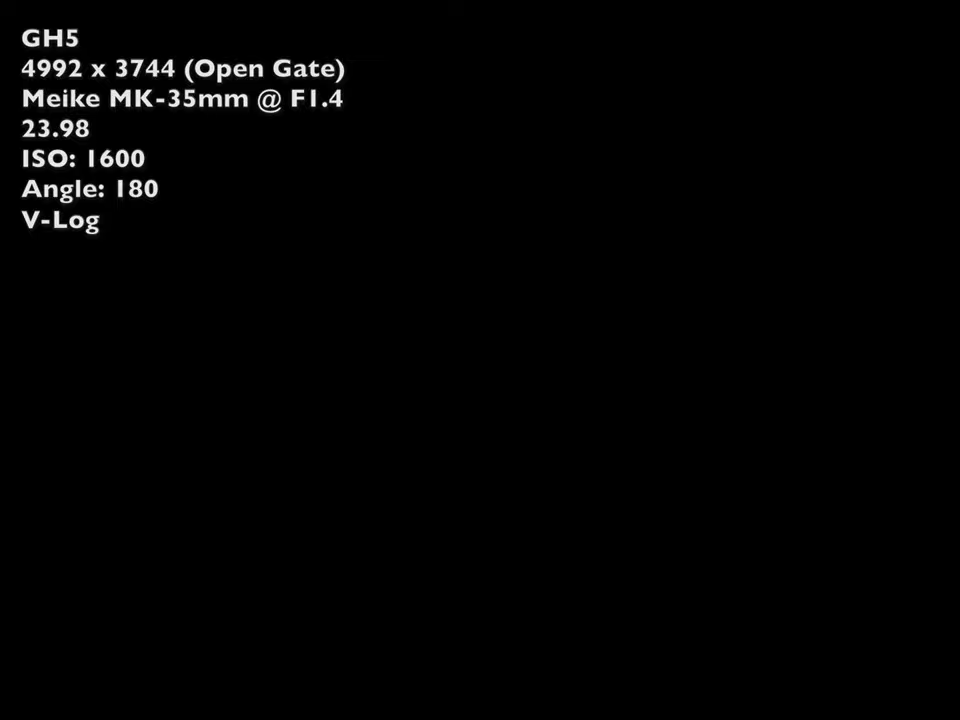 GH5
4992 x 3744 (Open Gate)
Meike MK-35mm @ F1.4
23.98
ISO: 1600
Angle: 180
V-Log